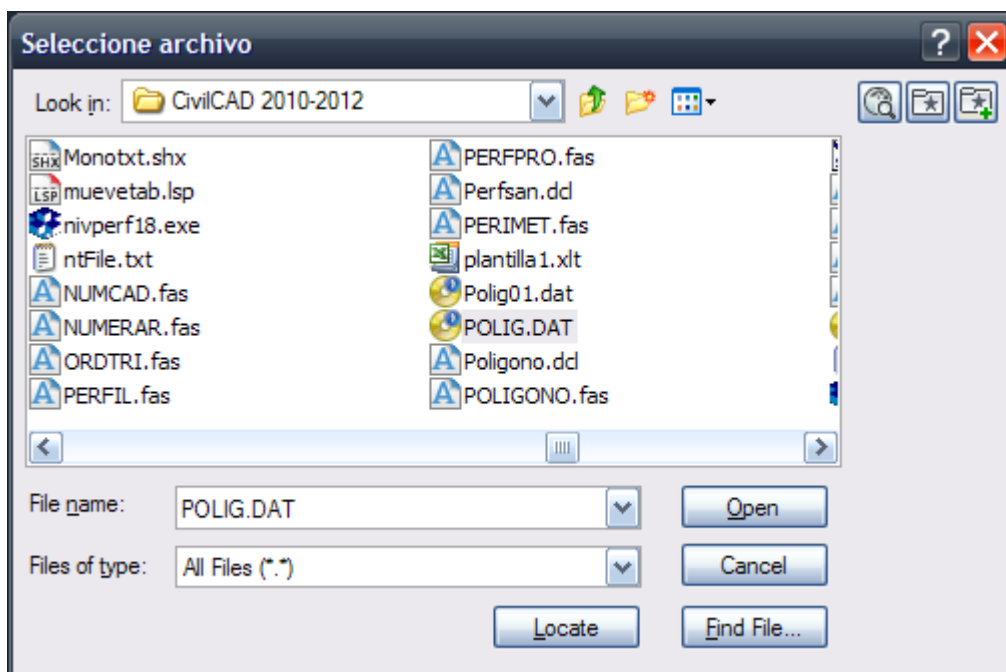 Seleccione archivo
?
Look in: CivilCAD 2010-2012
Monotxt.shx
muevetab.lsp
nivperf18.exe
ntFile.txt
NUMCAD.fas
NUMERAR.fas
ORDTRI.fas
PERFIL.fas
PERFPRO.fas
Perfsan.dcl
PERIMET.fas
plantilla1.xlt
Polig01.dat
POLIG.DAT
Poligono.dcl
POLIGONO.fas
File name: POLIG.DAT Open
Files of type: All Files (*.*) Cancel
Locate Find File...